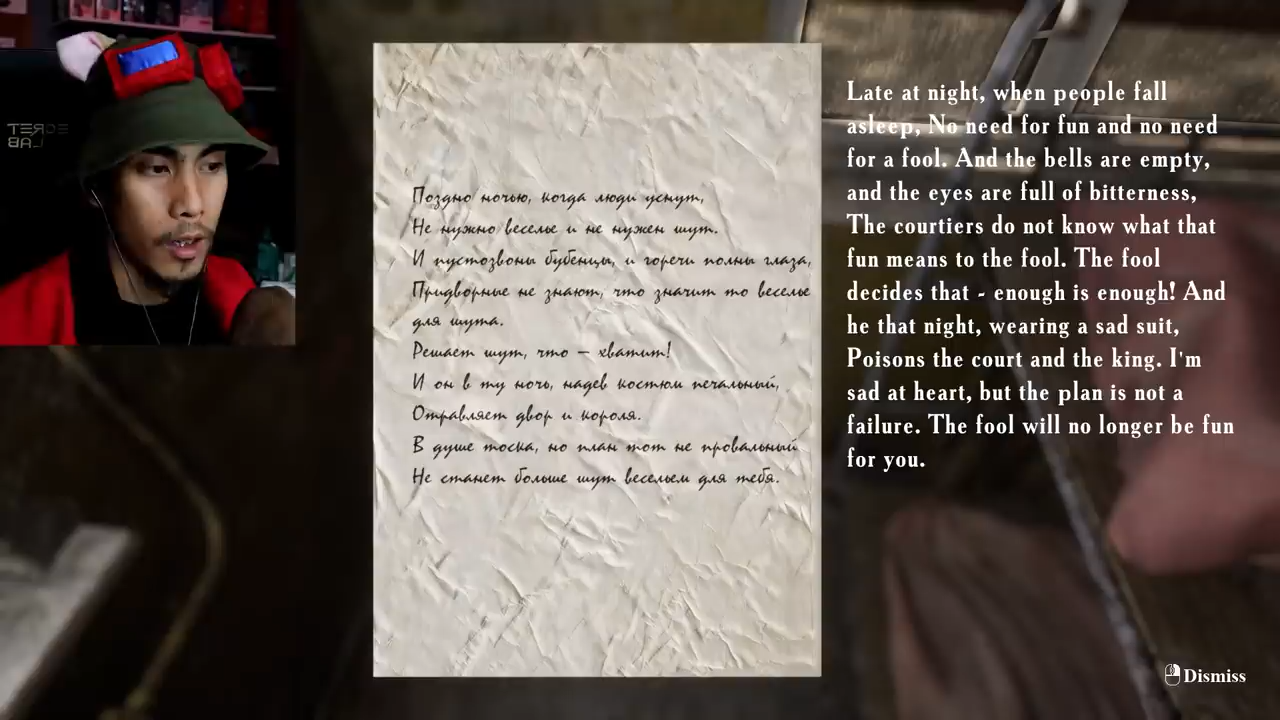 Поздно ночью, когда люди уснут,
Не нужно веселье и не нужен шут.
И пустозвоны бубенцы, и горечи полны глаза,
Придворные не знают, что значит то веселье
для шута.
Решает шут, что — хватит!
И он в ту ночь, надев костюм печальный,
Отравляет двор и короля.
В душе тоска, но план тот не провальный
Не станет больше шут весельем для тебя.
Late at night, when people fall
asleep, No need for fun and no need
for a fool. And the bells are empty,
and the eyes are full of bitterness,
The courtiers do not know what that
fun means to the fool. The fool
decides that - enough is enough! And
he that night, wearing a sad suit,
Poisons the court and the king. I'm
sad at heart, but the plan is not a
failure. The fool will no longer be fun
for you.
Dismiss
SECRET
LAB